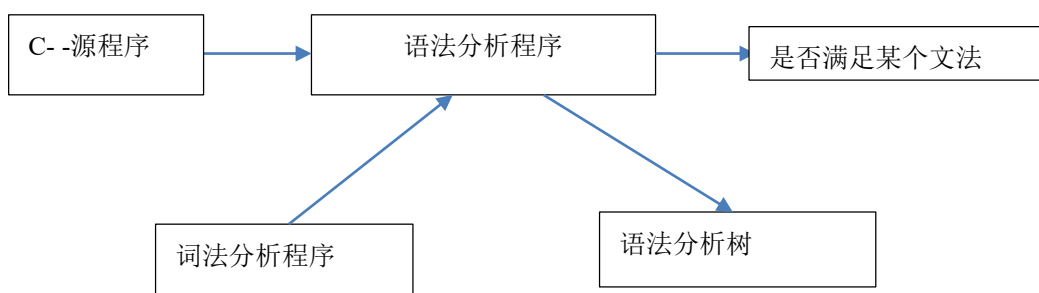 C- -源程序
语法分析程序
是否满足某个文法
词法分析程序
语法分析树